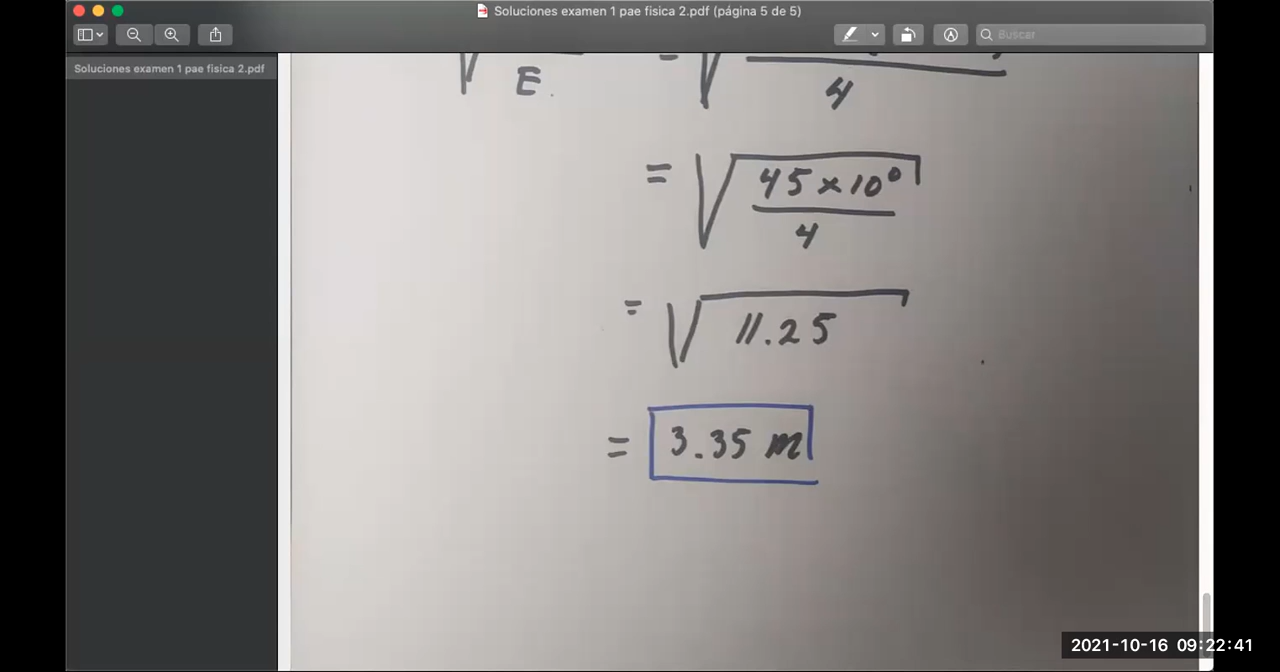 Soluciones examen 1 pae fisica 2.pdf (página 5 de 5)
Buscar
Soluciones examen 1 pae fisica 2.pdf
E.
=
4
= √ 45 × 10⁰
4
= √ 11.25
= 3.35 m
2021-10-16 09:22:41